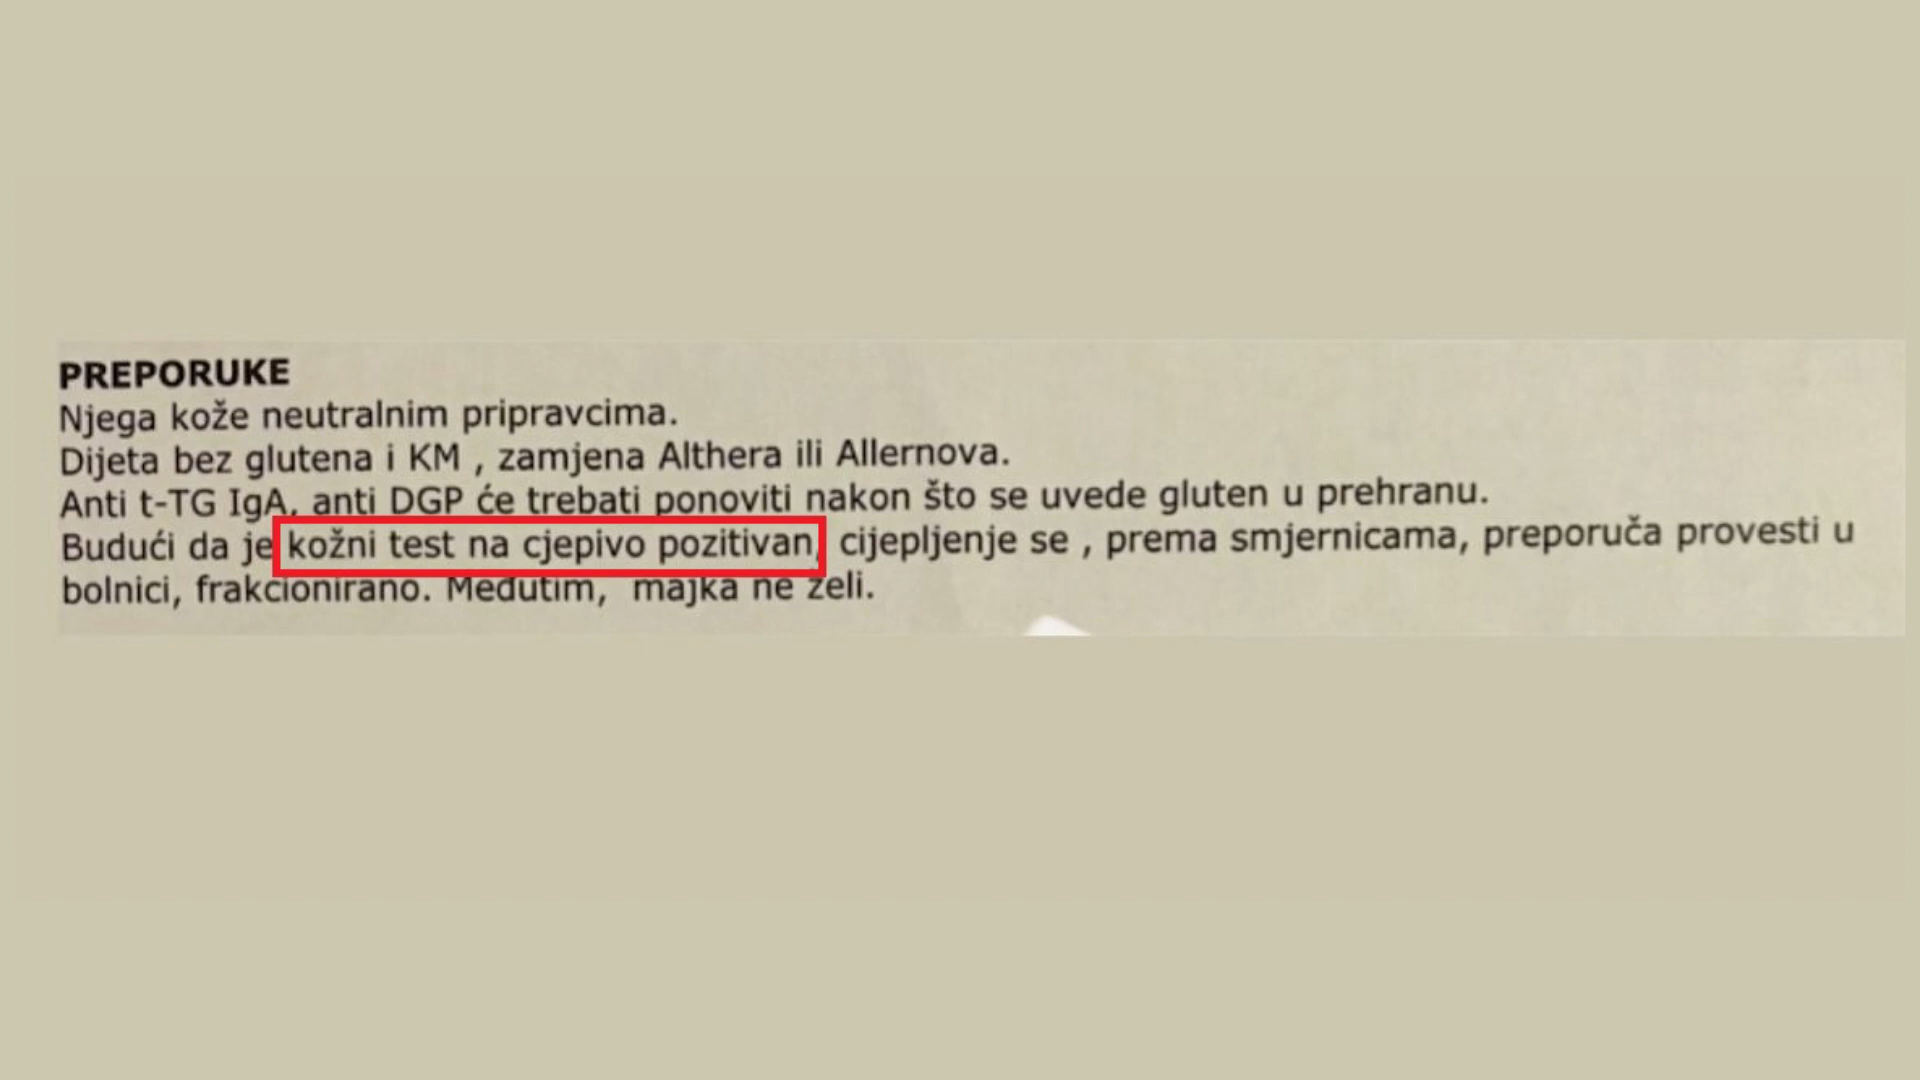 PREPORUKE
Njega kože neutralnim pripravcima.
Dijeta bez glutena i KM , zamjena Althera ili Allernova.
Anti t-TG IgA, anti DGP će trebati ponoviti nakon što se uvede gluten u prehranu.
Budući da je kožni test na cjepivo pozitivan, cijepljenje se , prema smjernicama, preporuča provesti u
bolnici, frakcionirano. Međutim, majka ne želi.